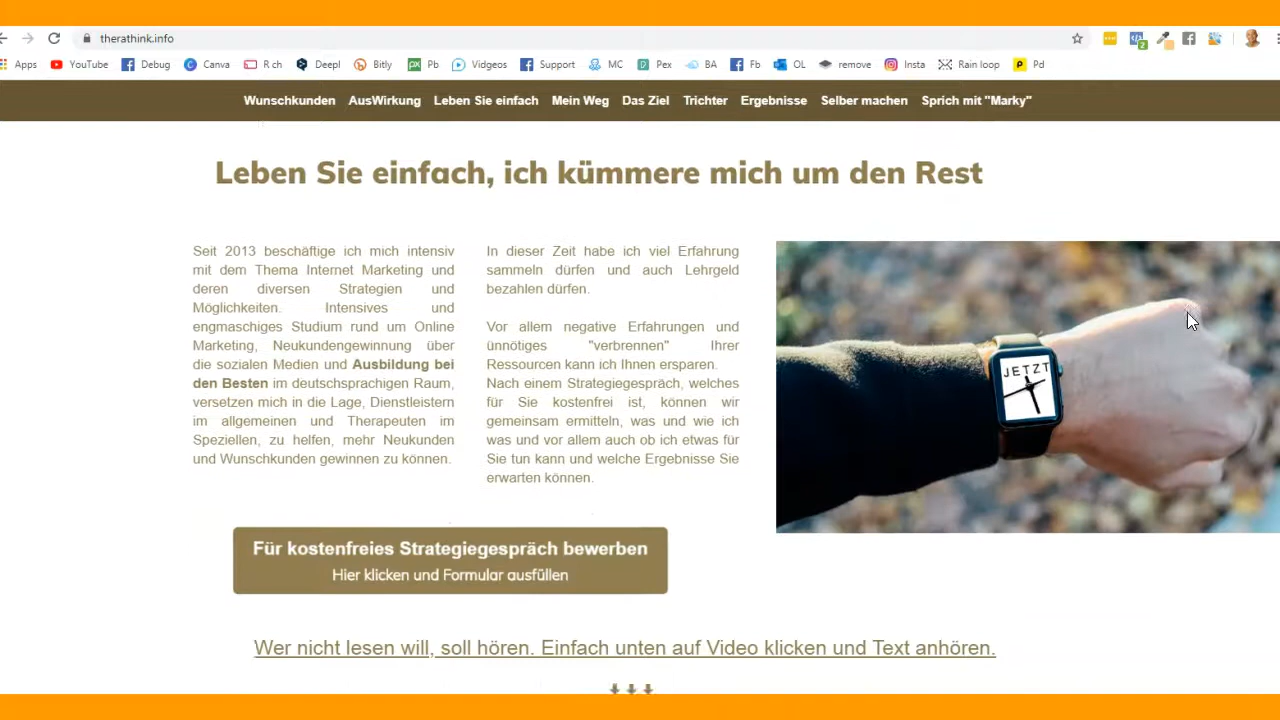 therathink.info
Apps YouTube Debug Canva R ch Deepl Bitly Pb Vidgeos Support MC Pex BA Fb OL remove Insta Rain loop Pd
2
Wunschkunden AusWirkung Leben Sie einfach Mein Weg Das Ziel Trichter Ergebnisse Selber machen Sprich mit "Marky"
Leben Sie einfach, ich kümmere mich um den Rest
Seit 2013 beschäftige ich mich intensiv
mit dem Thema Internet Marketing und
deren diversen Strategien und
Möglichkeiten. Intensives und
engmaschiges Studium rund um Online
Marketing, Neukundengewinnung über
die sozialen Medien und Ausbildung bei
den Besten im deutschsprachigen Raum,
versetzen mich in die Lage, Dienstleistern
im allgemeinen und Therapeuten im
Speziellen, zu helfen, mehr Neukunden
und Wunschkunden gewinnen zu können.
In dieser Zeit habe ich viel Erfahrung
sammeln dürfen und auch Lehrgeld
bezahlen dürfen.
Vor allem negative Erfahrungen und
ünnötiges "verbrennen" Ihrer
Ressourcen kann ich Ihnen ersparen.
Nach einem Strategiegespräch, welches
für Sie kostenfrei ist, können wir
gemeinsam ermitteln, was und wie ich
was und vor allem auch ob ich etwas für
Sie tun kann und welche Ergebnisse Sie
erwarten können.
JETZT
Für kostenfreies Strategiegespräch bewerben
Hier klicken und Formular ausfüllen
Wer nicht lesen will, soll hören. Einfach unten auf Video klicken und Text anhören.